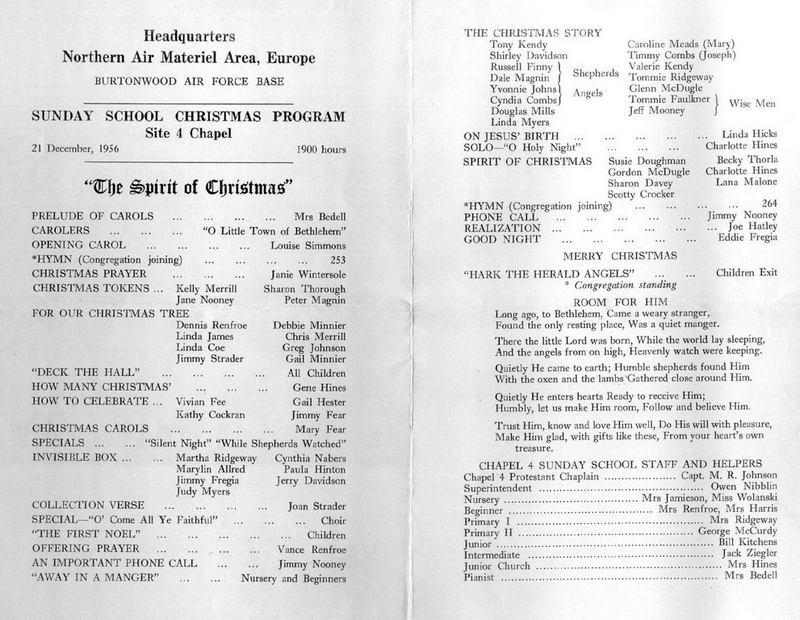 Headquarters
Northern Air Materiel Area, Europe
BURTONWOOD AIR FORCE BASE
SUNDAY SCHOOL CHRISTMAS PROGRAM
Site 4 Chapel
21 December, 1956 1900 hours
"The Spirit of Christmas"
PRELUDE OF CAROLS ... ... ... ... Mrs Bedell
CAROLERS ... ... ... "O Little Town of Bethlehem"
OPENING CAROL ... ... ... ... Louise Simmons
*HYMN (Congregation joining) ... ... ... ... 253
CHRISTMAS PRAYER ... ... ... Janie Wintersole
CHRISTMAS TOKENS ... Kelly Merrill Sharon Thorough
Jane Nooney Peter Magnin
FOR OUR CHRISTMAS TREE
Dennis Renfroe Debbie Minnier
Linda James Chris Merrill
Linda Coe Greg Johnson
Jimmy Strader Gail Minnier
"DECK THE HALL" ... ... ... ... All Children
HOW MANY CHRISTMAS' ... ... ... Gene Hines
HOW TO CELEBRATE ... Vivian Fee Gail Hester
Kathy Cockran Jimmy Fear
CHRISTMAS CAROLS ... ... ... ... Mary Fear
SPECIALS ... ... "Silent Night" "While Shepherds Watched"
INVISIBLE BOX ... ... Martha Ridgeway Cynthia Nabers
Marylin Allred Paula Hinton
Jimmy Fregia Jerry Davidson
Judy Myers
COLLECTION VERSE ... ... ... ... Joan Strader
SPECIAL—"O' Come All Ye Faithful" ... ... ... Choir
"THE FIRST NOEL" ... ... ... ... ... Children
OFFERING PRAYER ... ... ... ... Vance Renfroe
AN IMPORTANT PHONE CALL ... ... Jimmy Nooney
"AWAY IN A MANGER" ... ... Nursery and Beginners
THE CHRISTMAS STORY
Tony Kendy Caroline Meads (Mary)
Shirley Davidson Timmy Combs (Joseph)
Russell Finny } Shepherds Valerie Kendy
Dale Magnin Tommie Ridgeway
Yvonnie Johns } Angels Glenn McDugle
Cyndia Combs Tommie Faulkner } Wise Men
Douglas Mills Jeff Mooney
Linda Myers
ON JESUS' BIRTH ... ... ... ... ... Linda Hicks
SOLO—"O Holy Night" ... ... ... ... Charlotte Hines
SPIRIT OF CHRISTMAS Susie Doughman Becky Thorla
Gordon McDugle Charlotte Hines
Sharon Davey Lana Malone
Scotty Crocker
*HYMN (Congregation joining) ... ... ... ... 264
PHONE CALL ... ... ... ... ... Jimmy Nooney
REALIZATION ... ... ... ... ... Joe Hatley
GOOD NIGHT ... ... ... ... ... Eddie Fregia
MERRY CHRISTMAS
"HARK THE HERALD ANGELS" ... ... Children Exit
* Congregation standing
ROOM FOR HIM
Long ago, to Bethlehem, Came a weary stranger,
Found the only resting place, Was a quiet manger.
There the little Lord was born, While the world lay sleeping,
And the angels from on high, Heavenly watch were keeping.
Quietly He came to earth; Humble shepherds found Him
With the oxen and the lambs Gathered close around Him.
Quietly He enters hearts Ready to receive Him;
Humbly, let us make Him room, Follow and believe Him.
Trust Him, know and love Him well, Do His will with pleasure,
Make Him glad, with gifts like these, From your heart's own
treasure.
CHAPEL 4 SUNDAY SCHOOL STAFF AND HELPERS
Chapel 4 Protestant Chaplain .................... Capt. M. R. Johnson
Superintendent .................... Owen Nibblin
Nursery .................... Mrs Jamieson, Miss Wolanski
Beginner .................... Mrs Renfroe, Mrs Harris
Primary I .................... Mrs Ridgeway
Primary II .................... George McCurdy
Junior .................... Bill Kitchens
Intermediate .................... Jack Ziegler
Junior Church .................... Mrs Hines
Pianist .................... Mrs Bedell